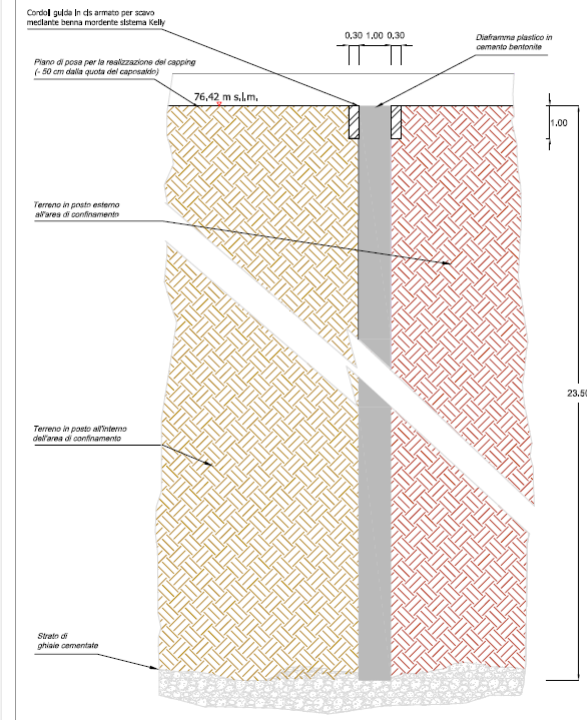 Cordoli guida in cls armato per scavo
mediante benna mordente sistema Kelly
0.30 1.00 0.30
Diaframma plastico in
cemento bentonite
Piano di posa per la realizzazione del capping
(- 50 cm dalla quota del caposaldo)
76,42 m s.l.m.
1.00
Terreno in posto esterno
all'area di confinamento
23.50
Terreno in posto all'interno
dell'area di confinamento
Strato di
ghiaie cementate